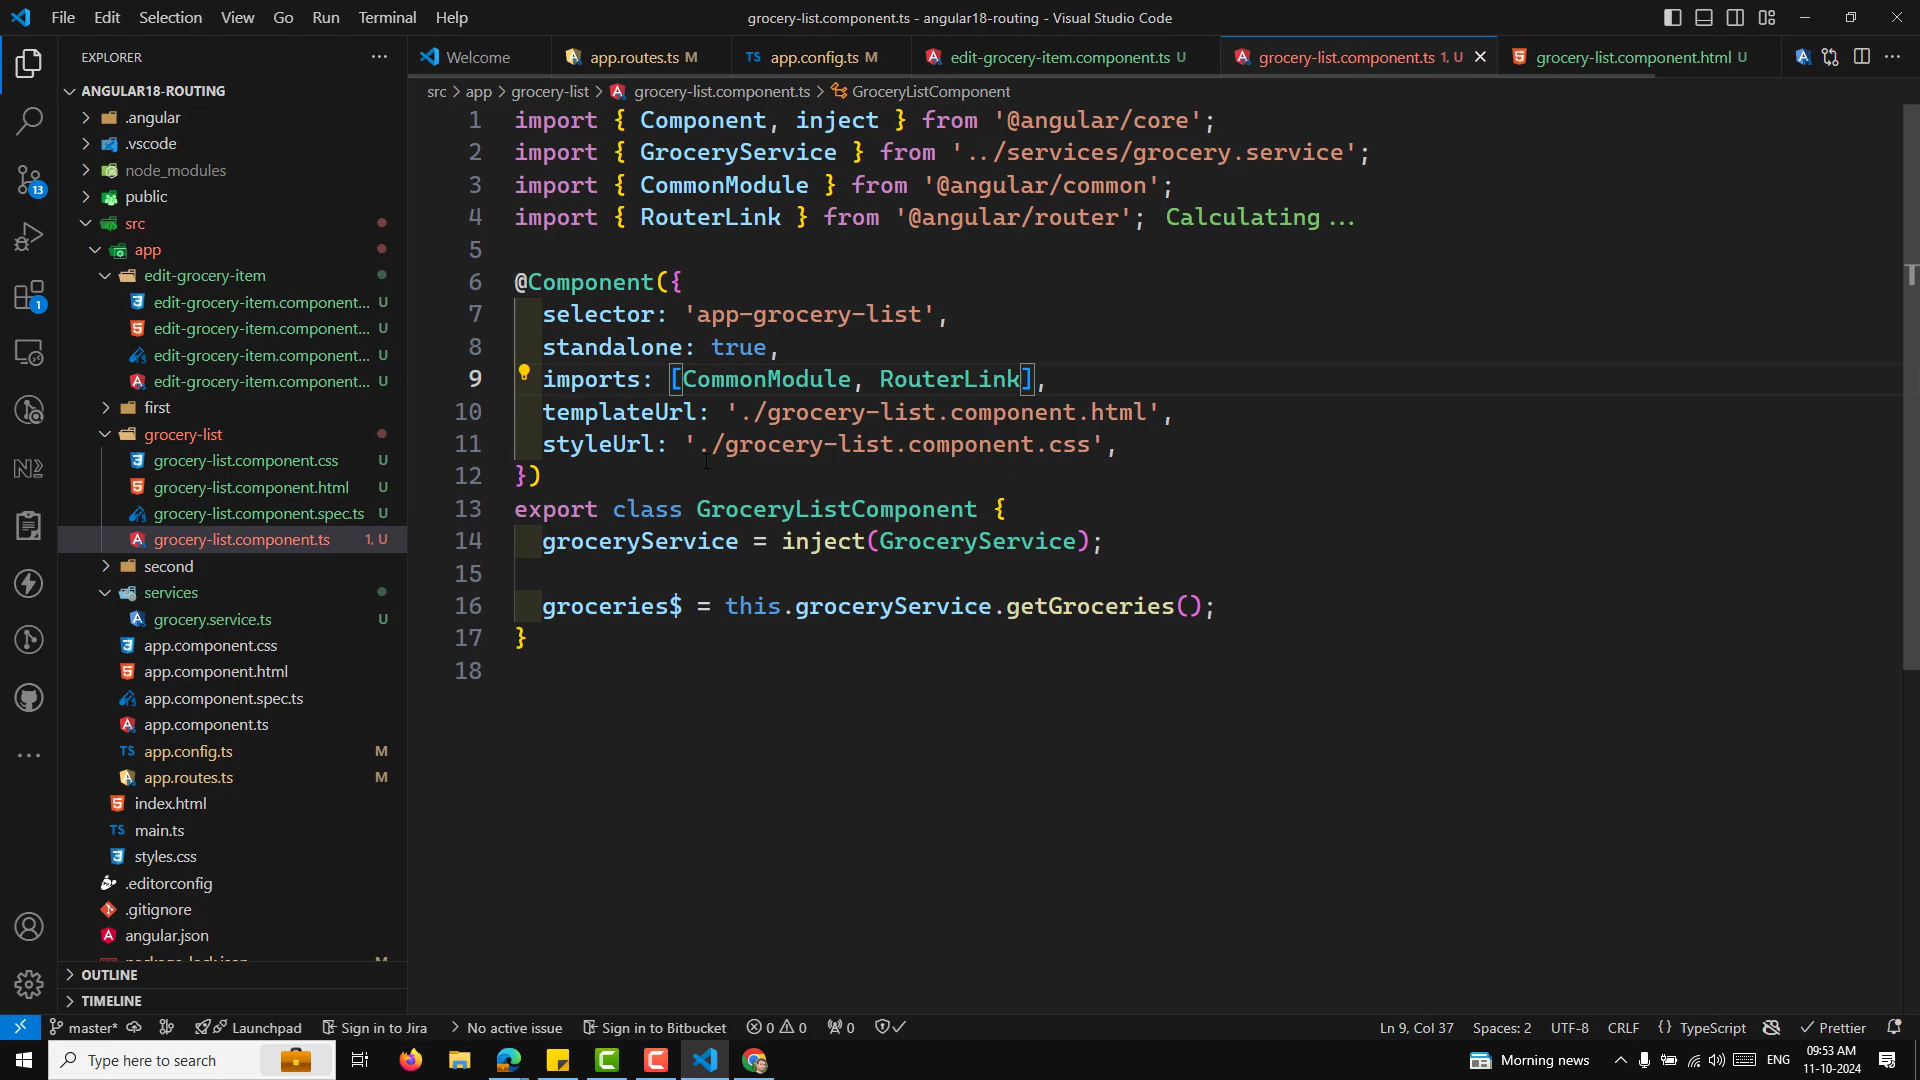 File Edit Selection View Go Run Terminal Help
grocery-list.component.ts - angular18-routing - Visual Studio Code
EXPLORER
Welcome
app.routes.ts M
TS app.config.ts M
edit-grocery-item.component.ts U
grocery-list.component.ts 1, U
grocery-list.component.html U
src > app > grocery-list > grocery-list.component.ts > GroceryListComponent
ANGULAR18-ROUTING
.angular
.vscode
node_modules
public
src
app
edit-grocery-item
edit-grocery-item.component... U
edit-grocery-item.component... U
edit-grocery-item.component... U
edit-grocery-item.component... U
first
grocery-list
grocery-list.component.css U
grocery-list.component.html U
grocery-list.component.spec.ts U
grocery-list.component.ts 1, U
second
services
grocery.service.ts U
app.component.css
app.component.html
app.component.spec.ts
app.component.ts
TS app.config.ts M
app.routes.ts M
index.html
TS main.ts
styles.css
.editorconfig
.gitignore
angular.json
OUTLINE
TIMELINE
13
1
1 import { Component, inject } from '@angular/core';
2 import { GroceryService } from '../services/grocery.service';
3 import { CommonModule } from '@angular/common';
4 import { RouterLink } from '@angular/router'; Calculating...
5
6 @Component({
7 selector: 'app-grocery-list',
8 standalone: true,
9 imports: [CommonModule, RouterLink],
10 templateUrl: './grocery-list.component.html',
11 styleUrl: './grocery-list.component.css',
12 })
13 export class GroceryListComponent {
14 groceryService = inject(GroceryService);
15
16 groceries$ = this.groceryService.getGroceries();
17 }
18
master* Launchpad Sign in to Jira > No active issue Sign in to Bitbucket 0 0 0
Ln 9, Col 37 Spaces: 2 UTF-8 CRLF {} TypeScript Prettier
Type here to search
Morning news
ENG
09:53 AM
11-10-2024